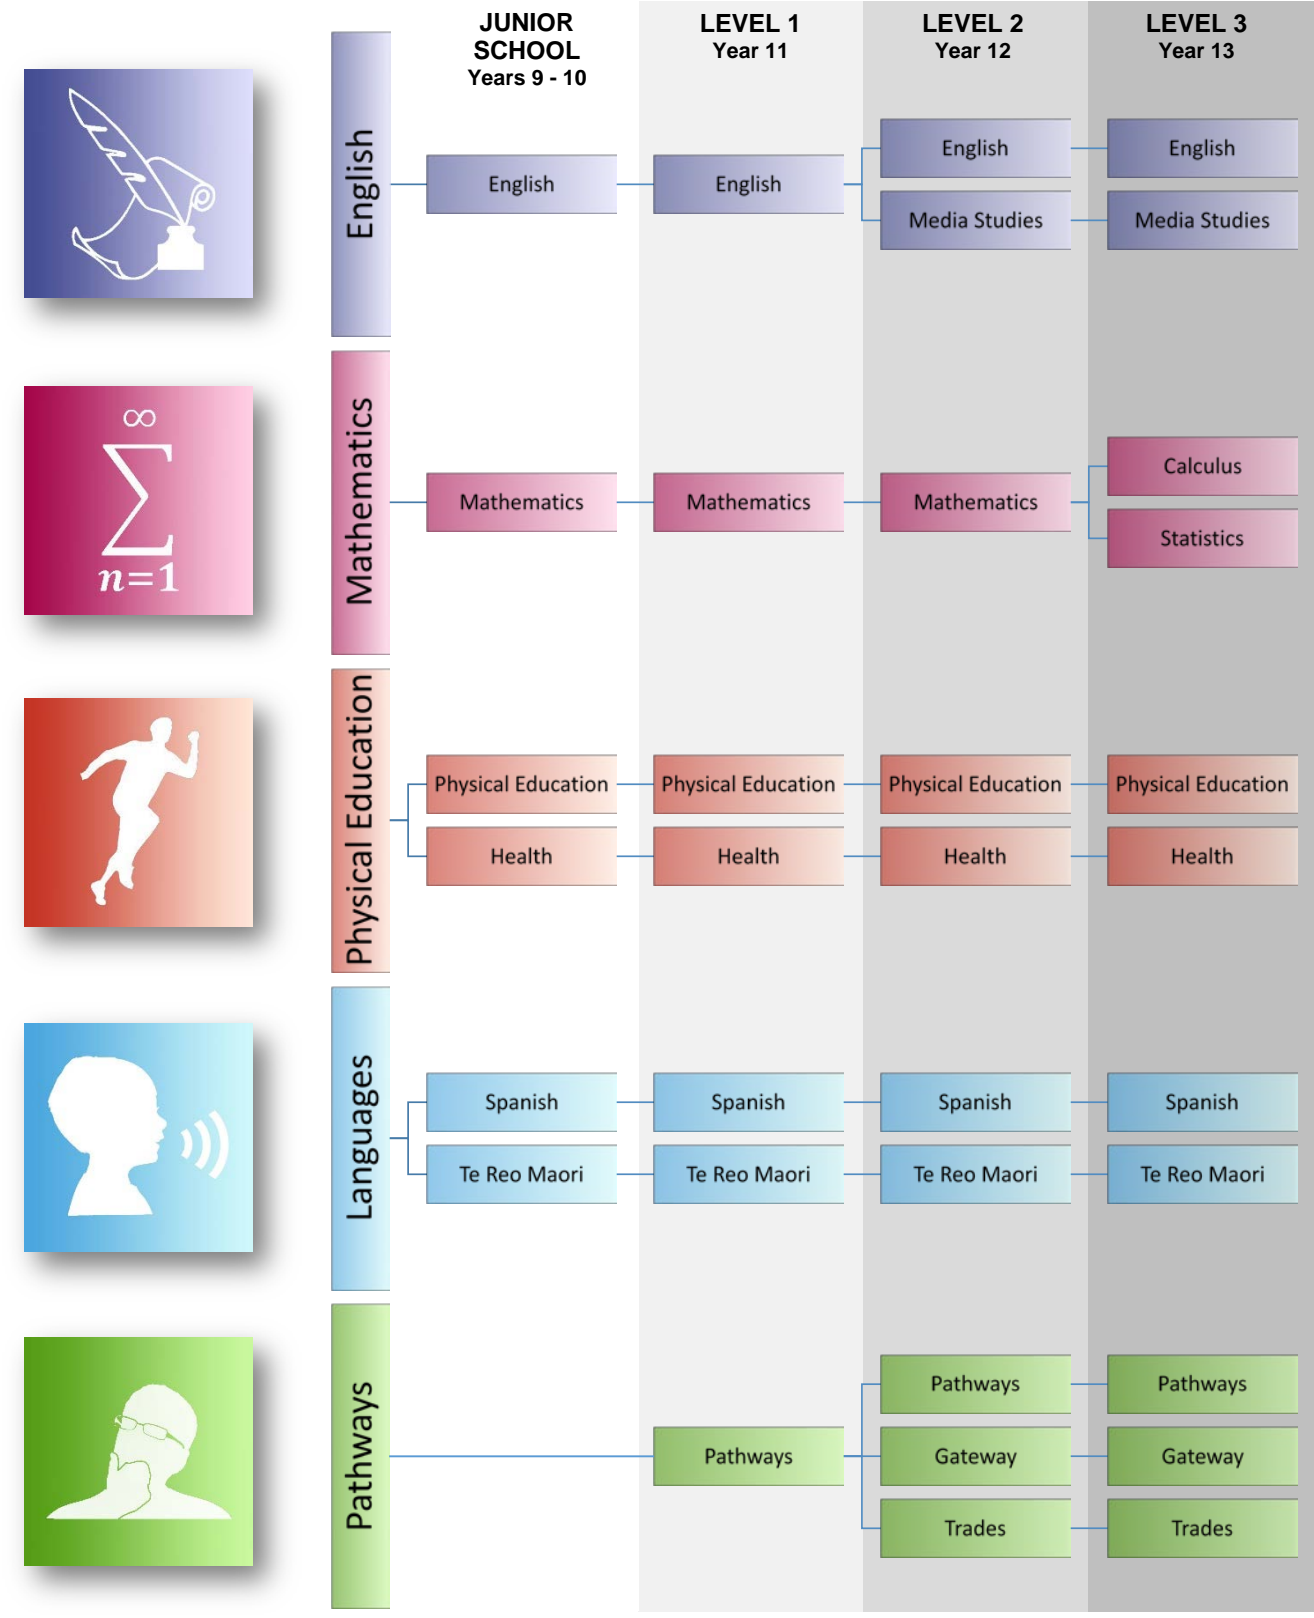 JUNIOR
SCHOOL
Years 9 - 10
LEVEL 1
Year 11
LEVEL 2
Year 12
LEVEL 3
Year 13
English
English
English
English
English
Media Studies
Media Studies
∞
∑
n=1
Mathematics
Mathematics
Mathematics
Mathematics
Calculus
Statistics
Physical Education
Physical Education
Physical Education
Physical Education
Physical Education
Health
Health
Health
Health
Languages
Spanish
Spanish
Spanish
Spanish
Te Reo Maori
Te Reo Maori
Te Reo Maori
Te Reo Maori
Pathways
Pathways
Pathways
Pathways
Gateway
Gateway
Trades
Trades